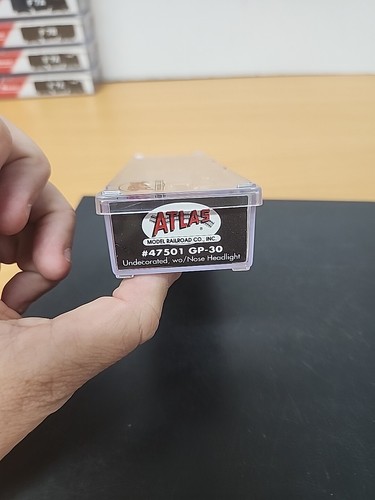 ATLAS
MODEL RAILROAD CO., INC.
#47501 GP-30
Undecorated, wo/Nose Headlight